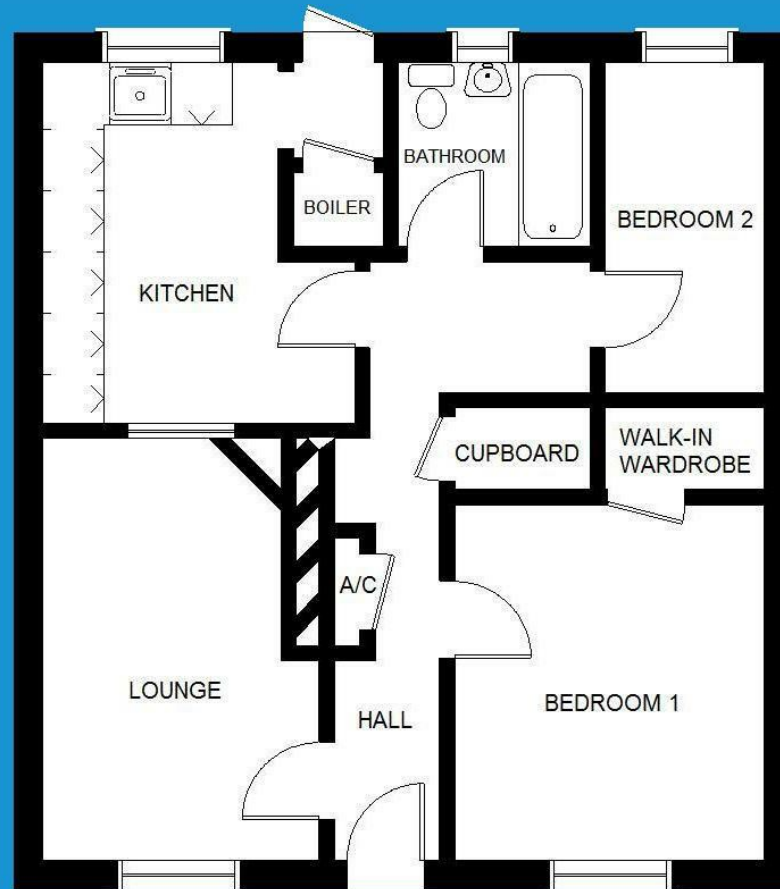 BATHROOM
BOILER
BEDROOM 2
KITCHEN
CUPBOARD
WALK-IN
WARDROBE
A/C
LOUNGE
HALL
BEDROOM 1